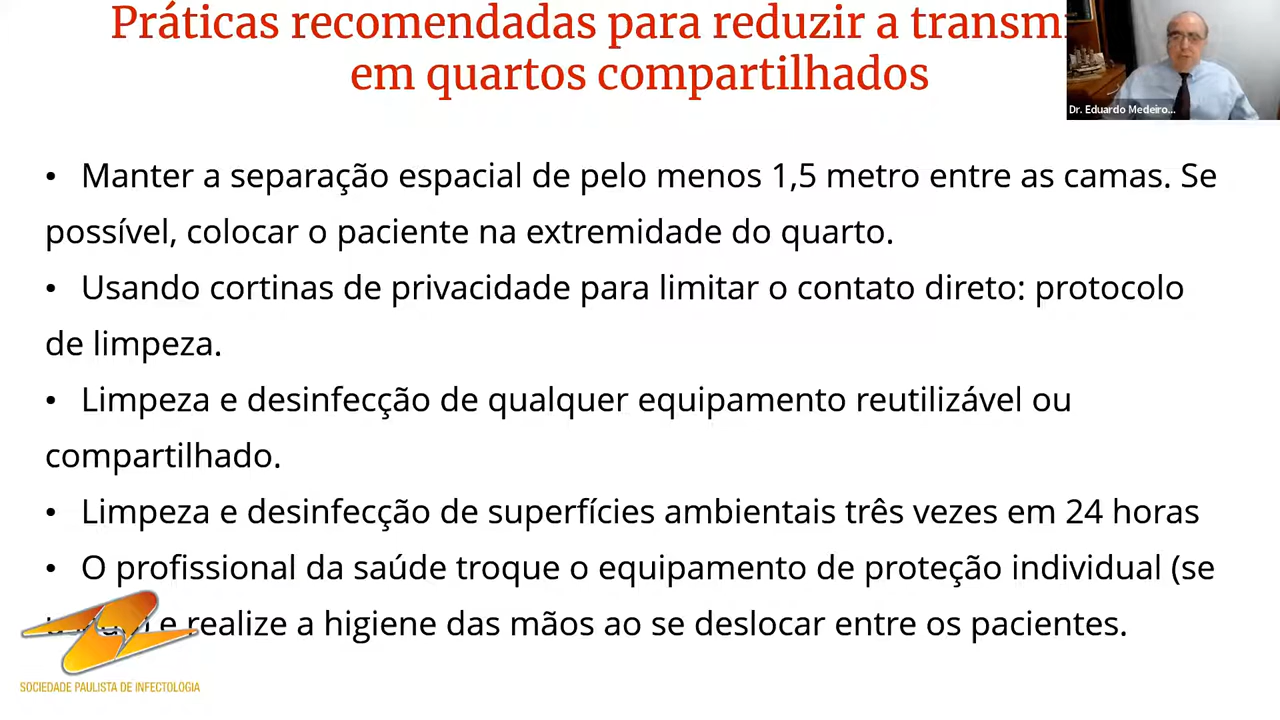 Práticas recomendadas para reduzir a
em quartos compartilhados
Dr. Eduardo Medeiro...
• Manter a separação espacial de pelo menos 1,5 metro entre as camas. Se
possível, colocar o paciente na extremidade do quarto.
• Usando cortinas de privacidade para limitar o contato direto: protocolo
de limpeza.
• Limpeza e desinfecção de qualquer equipamento reutilizável ou
compartilhado.
• Limpeza e desinfecção de superfícies ambientais três vezes em 24 horas
• O profissional da saúde troque o equipamento de proteção individual (se
e realize a higiene das mãos ao se deslocar entre os pacientes.
SOCIEDADE PAULISTA DE INFECTOLOGIA